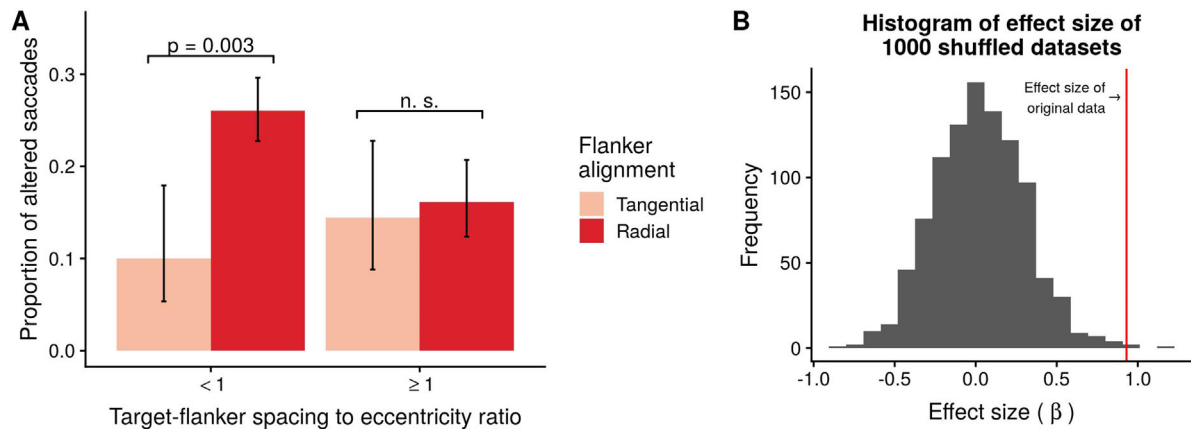 A
Proportion of altered saccades
0.3
0.2
0.1
0.0
p = 0.003
n. s.
< 1
≥ 1
Target-flanker spacing to eccentricity ratio
Flanker
alignment
Tangential
Radial
B
Histogram of effect size of
1000 shuffled datasets
Effect size of →
original data
Frequency
150
100
50
0
-1.0
-0.5
0.0
0.5
1.0
Effect size ( β )